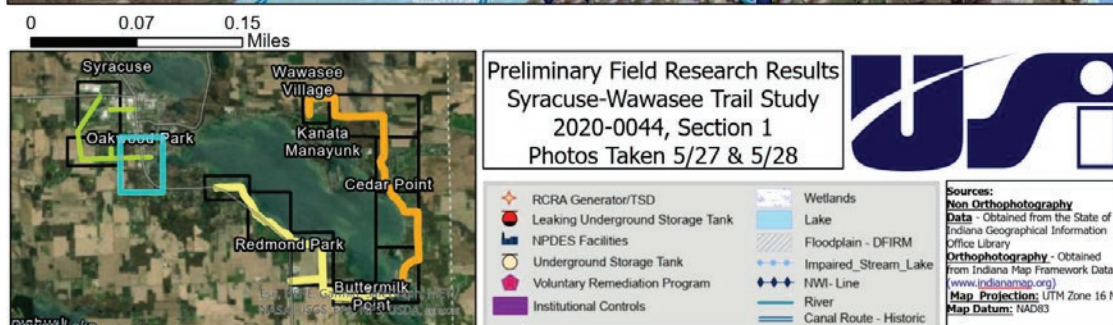 0 0.07 0.15
Miles
Syracuse
Wawasee
Village
Oakwood Park
Kanata
Manayunk
Cedar Point
Redmond Park
Buttermilk
Point
Preliminary Field Research Results
Syracuse-Wawasee Trail Study
2020-0044, Section 1
Photos Taken 5/27 & 5/28
USi
RCRA Generator/TSD
Leaking Underground Storage Tank
NPDES Facilities
Underground Storage Tank
Voluntary Remediation Program
Institutional Controls
Wetlands
Lake
Floodplain - DFIRM
Impaired_Stream_Lake
NWI- Line
River
Canal Route - Historic
Sources:
Non Orthophotography
Data - Obtained from the State of
Indiana Geographical Information
Office Library
Orthophotography - Obtained
from Indiana Map Framework Data
(www.indianamap.org)
Map Projection: UTM Zone 16 N
Map Datum: NAD83